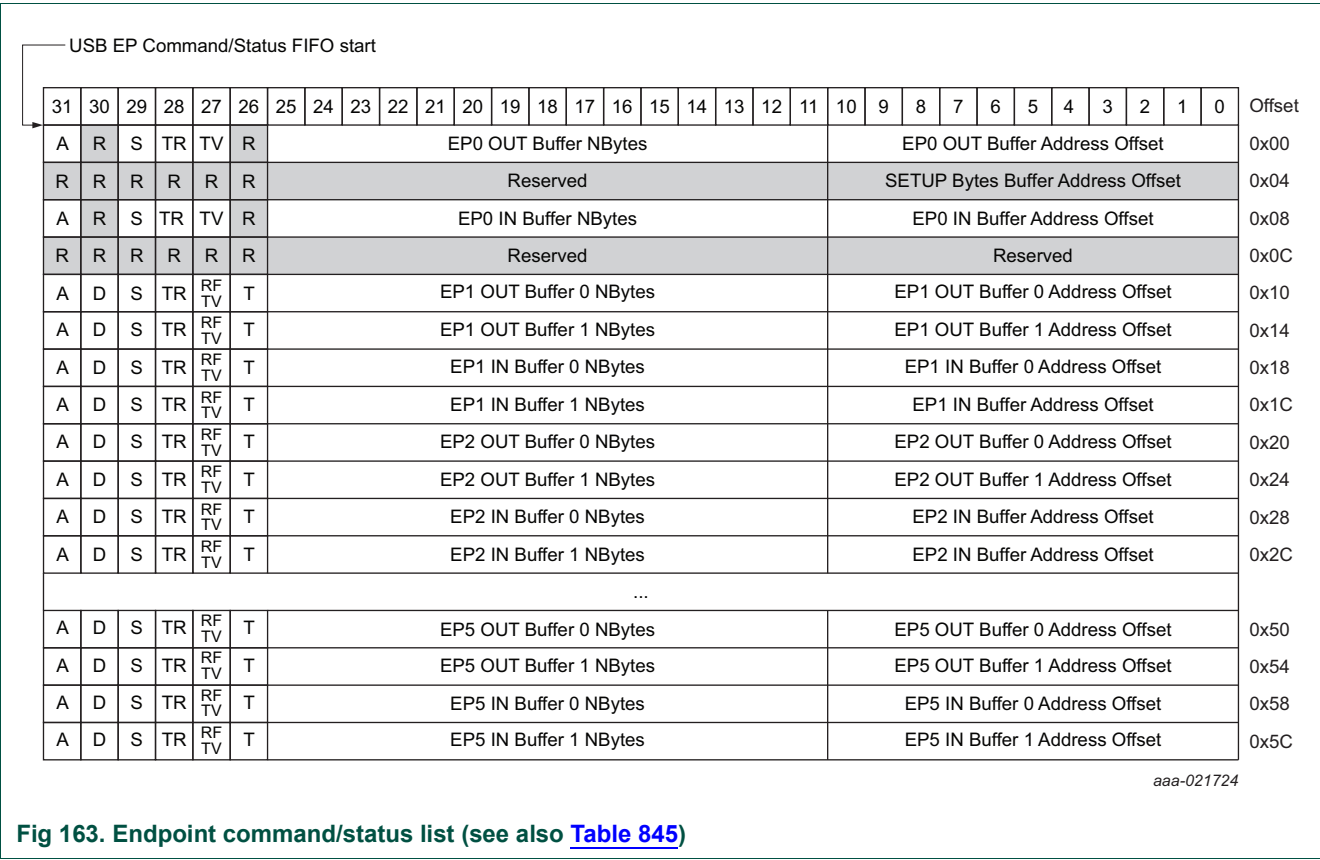 USB EP Command/Status FIFO start
31 30 29 28 27 26 25 24 23 22 21 20 19 18 17 16 15 14 13 12 11 10 9 8 7 6 5 4 3 2 1 0 Offset
A R S TR TV R EP0 OUT Buffer NBytes EP0 OUT Buffer Address Offset 0x00
R R R R R R Reserved SETUP Bytes Buffer Address Offset 0x04
A R S TR TV R EP0 IN Buffer NBytes EP0 IN Buffer Address Offset 0x08
R R R R R R Reserved Reserved 0x0C
A D S TR RF TV T EP1 OUT Buffer 0 NBytes EP1 OUT Buffer 0 Address Offset 0x10
A D S TR RF TV T EP1 OUT Buffer 1 NBytes EP1 OUT Buffer 1 Address Offset 0x14
A D S TR RF TV T EP1 IN Buffer 0 NBytes EP1 IN Buffer 0 Address Offset 0x18
A D S TR RF TV T EP1 IN Buffer 1 NBytes EP1 IN Buffer Address Offset 0x1C
A D S TR RF TV T EP2 OUT Buffer 0 NBytes EP2 OUT Buffer 0 Address Offset 0x20
A D S TR RF TV T EP2 OUT Buffer 1 NBytes EP2 OUT Buffer 1 Address Offset 0x24
A D S TR RF TV T EP2 IN Buffer 0 NBytes EP2 IN Buffer Address Offset 0x28
A D S TR RF TV T EP2 IN Buffer 1 NBytes EP2 IN Buffer Address Offset 0x2C
...
A D S TR RF TV T EP5 OUT Buffer 0 NBytes EP5 OUT Buffer 0 Address Offset 0x50
A D S TR RF TV T EP5 OUT Buffer 1 NBytes EP5 OUT Buffer 1 Address Offset 0x54
A D S TR RF TV T EP5 IN Buffer 0 NBytes EP5 IN Buffer 0 Address Offset 0x58
A D S TR RF TV T EP5 IN Buffer 1 NBytes EP5 IN Buffer 1 Address Offset 0x5C
aaa-021724
Fig 163. Endpoint command/status list (see also Table 845)